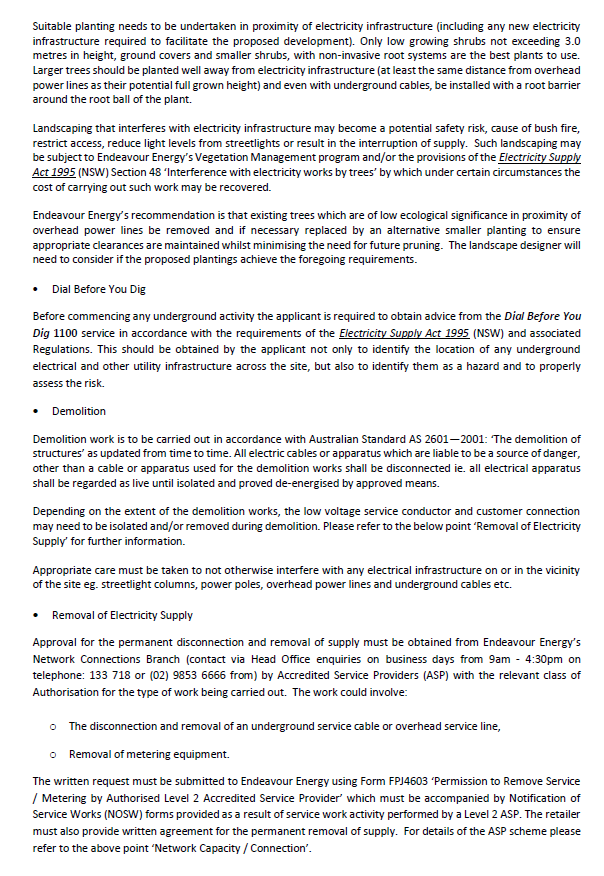 Suitable planting needs to be undertaken in proximity of electricity infrastructure (including any new electricity
infrastructure required to facilitate the proposed development). Only low growing shrubs not exceeding 3.0
metres in height, ground covers and smaller shrubs, with non-invasive root systems are the best plants to use.
Larger trees should be planted well away from electricity infrastructure (at least the same distance from overhead
power lines as their potential full grown height) and even with underground cables, be installed with a root barrier
around the root ball of the plant.
Landscaping that interferes with electricity infrastructure may become a potential safety risk, cause of bush fire,
restrict access, reduce light levels from streetlights or result in the interruption of supply. Such landscaping may
be subject to Endeavour Energy's Vegetation Management program and/or the provisions of the Electricity Supply
Act 1995 (NSW) Section 48 'Interference with electricity works by trees' by which under certain circumstances the
cost of carrying out such work may be recovered.
Endeavour Energy's recommendation is that existing trees which are of low ecological significance in proximity of
overhead power lines be removed and if necessary replaced by an alternative smaller planting to ensure
appropriate clearances are maintained whilst minimising the need for future pruning. The landscape designer will
need to consider if the proposed plantings achieve the foregoing requirements.
• Dial Before You Dig
Before commencing any underground activity the applicant is required to obtain advice from the Dial Before You
Dig 1100 service in accordance with the requirements of the Electricity Supply Act 1995 (NSW) and associated
Regulations. This should be obtained by the applicant not only to identify the location of any underground
electrical and other utility infrastructure across the site, but also to identify them as a hazard and to properly
assess the risk.
• Demolition
Demolition work is to be carried out in accordance with Australian Standard AS 2601—2001: 'The demolition of
structures' as updated from time to time. All electric cables or apparatus which are liable to be a source of danger,
other than a cable or apparatus used for the demolition works shall be disconnected ie. all electrical apparatus
shall be regarded as live until isolated and proved de-energised by approved means.
Depending on the extent of the demolition works, the low voltage service conductor and customer connection
may need to be isolated and/or removed during demolition. Please refer to the below point 'Removal of Electricity
Supply' for further information.
Appropriate care must be taken to not otherwise interfere with any electrical infrastructure on or in the vicinity
of the site eg. streetlight columns, power poles, overhead power lines and underground cables etc.
• Removal of Electricity Supply
Approval for the permanent disconnection and removal of supply must be obtained from Endeavour Energy's
Network Connections Branch (contact via Head Office enquiries on business days from 9am - 4:30pm on
telephone: 133 718 or (02) 9853 6666 from) by Accredited Service Providers (ASP) with the relevant class of
Authorisation for the type of work being carried out. The work could involve:
o The disconnection and removal of an underground service cable or overhead service line,
o Removal of metering equipment.
The written request must be submitted to Endeavour Energy using Form FPJ4603 'Permission to Remove Service
/ Metering by Authorised Level 2 Accredited Service Provider' which must be accompanied by Notification of
Service Works (NOSW) forms provided as a result of service work activity performed by a Level 2 ASP. The retailer
must also provide written agreement for the permanent removal of supply. For details of the ASP scheme please
refer to the above point 'Network Capacity / Connection'.